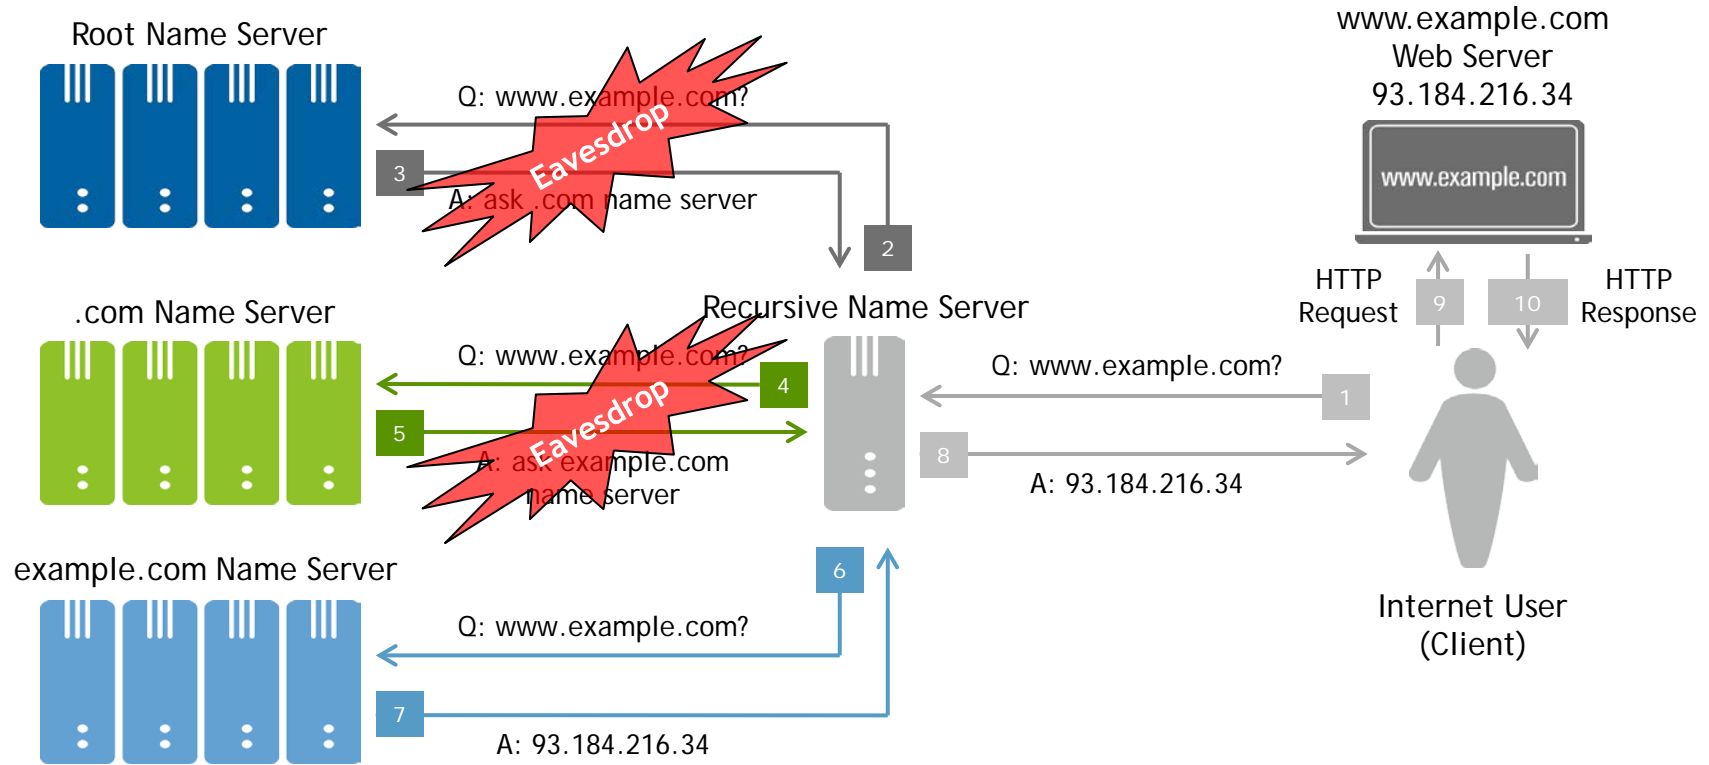 Root Name Server
Q: www.example.com?
Eavesdrop
3
A: ask .com name server
2
.com Name Server
Recursive Name Server
Q: www.example.com?
4
Eavesdrop
5
A: ask example.com
name server
example.com Name Server
6
Q: www.example.com?
7
A: 93.184.216.34
Q: www.example.com?
1
8
A: 93.184.216.34
www.example.com
Web Server
93.184.216.34
www.example.com
HTTP
Request
9
10
HTTP
Response
Internet User
(Client)